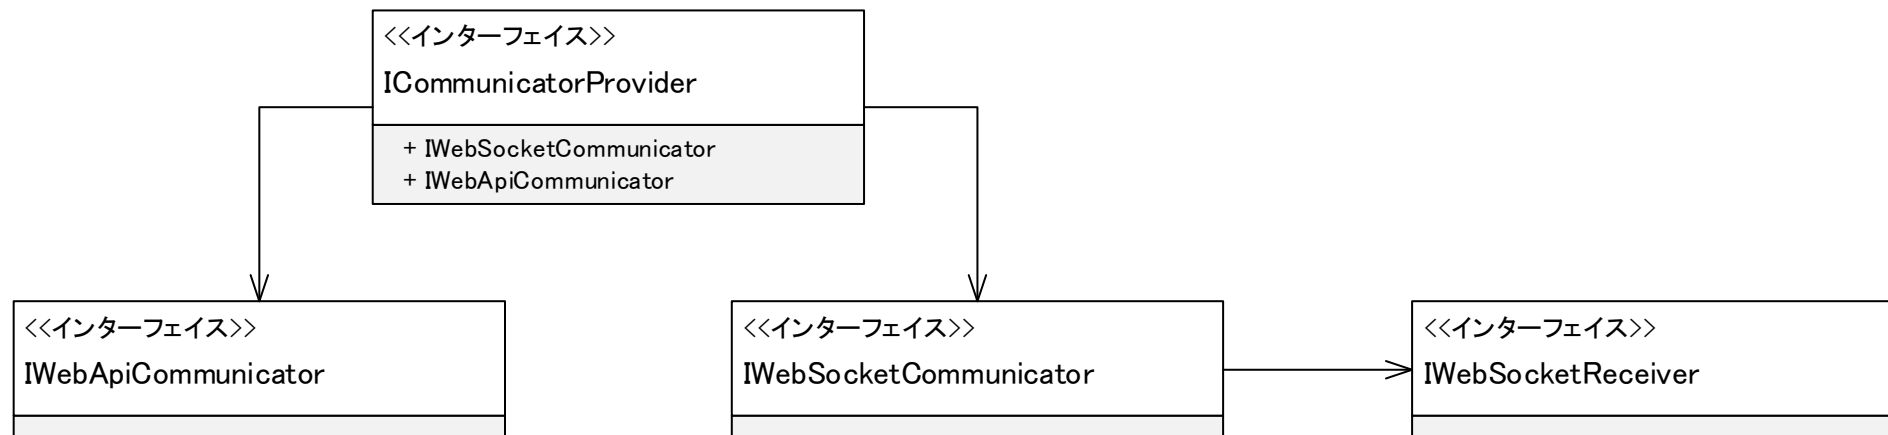 <<インターフェイス>>
ICommunicatorProvider
+ IWebSocketCommunicator
+ IWebApiCommunicator
<<インターフェイス>>
IWebApiCommunicator
<<インターフェイス>>
IWebSocketCommunicator
<<インターフェイス>>
IWebSocketReceiver